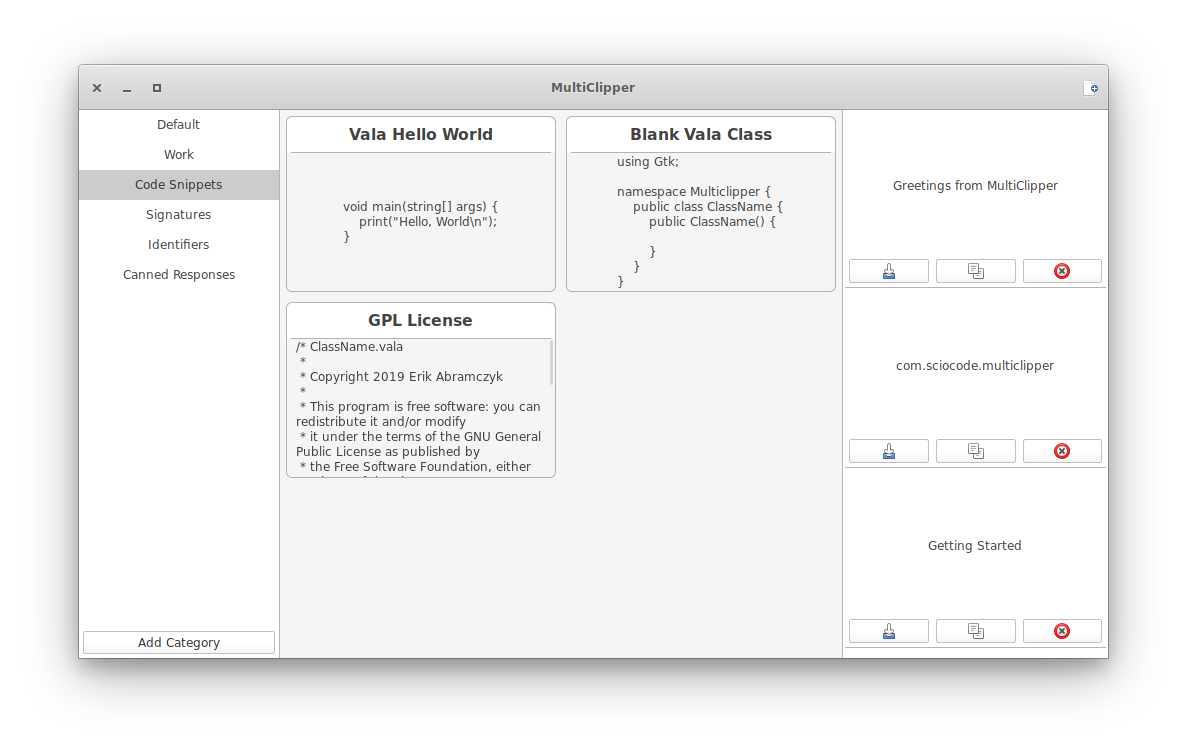 MultiClipper
Default
Work
Code Snippets
Signatures
Identifiers
Canned Responses
Add Category
Vala Hello World
void main(string[] args) {
    print("Hello, World\n");
}
Blank Vala Class
using Gtk;
namespace Multiclipper {
    public class ClassName {
        public ClassName() {
        }
    }
}
GPL License
/* ClassName.vala
 *
 * Copyright 2019 Erik Abramczyk
 *
 * This program is free software: you can
redistribute it and/or modify
 * it under the terms of the GNU General
Public License as published by
 * the Free Software Foundation, either
Greetings from MultiClipper
com.sciocode.multiclipper
Getting Started